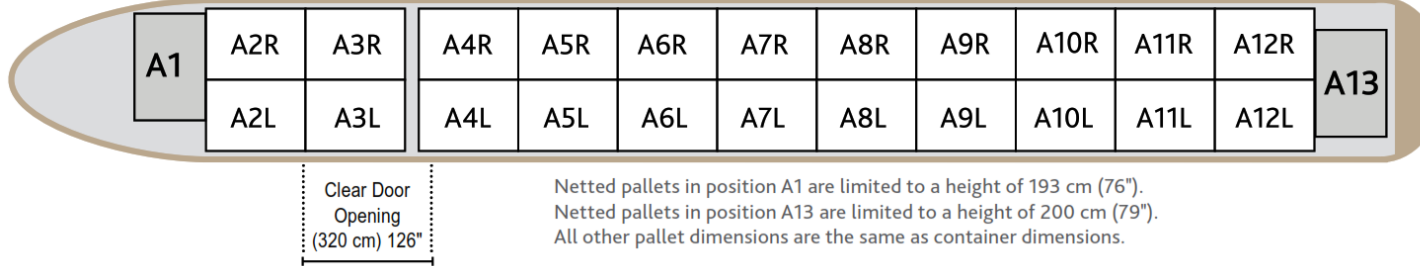 A1 A2R A3R A4R A5R A6R A7R A8R A9R A10R A11R A12R A13
A2L A3L A4L A5L A6L A7L A8L A9L A10L A11L A12L
Clear Door
Opening
(320 cm) 126"
Netted pallets in position A1 are limited to a height of 193 cm (76").
Netted pallets in position A13 are limited to a height of 200 cm (79").
All other pallet dimensions are the same as container dimensions.